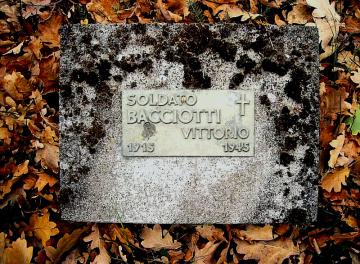 SOLDATO
BACCIOTTI
VITTORIO
1915 1945